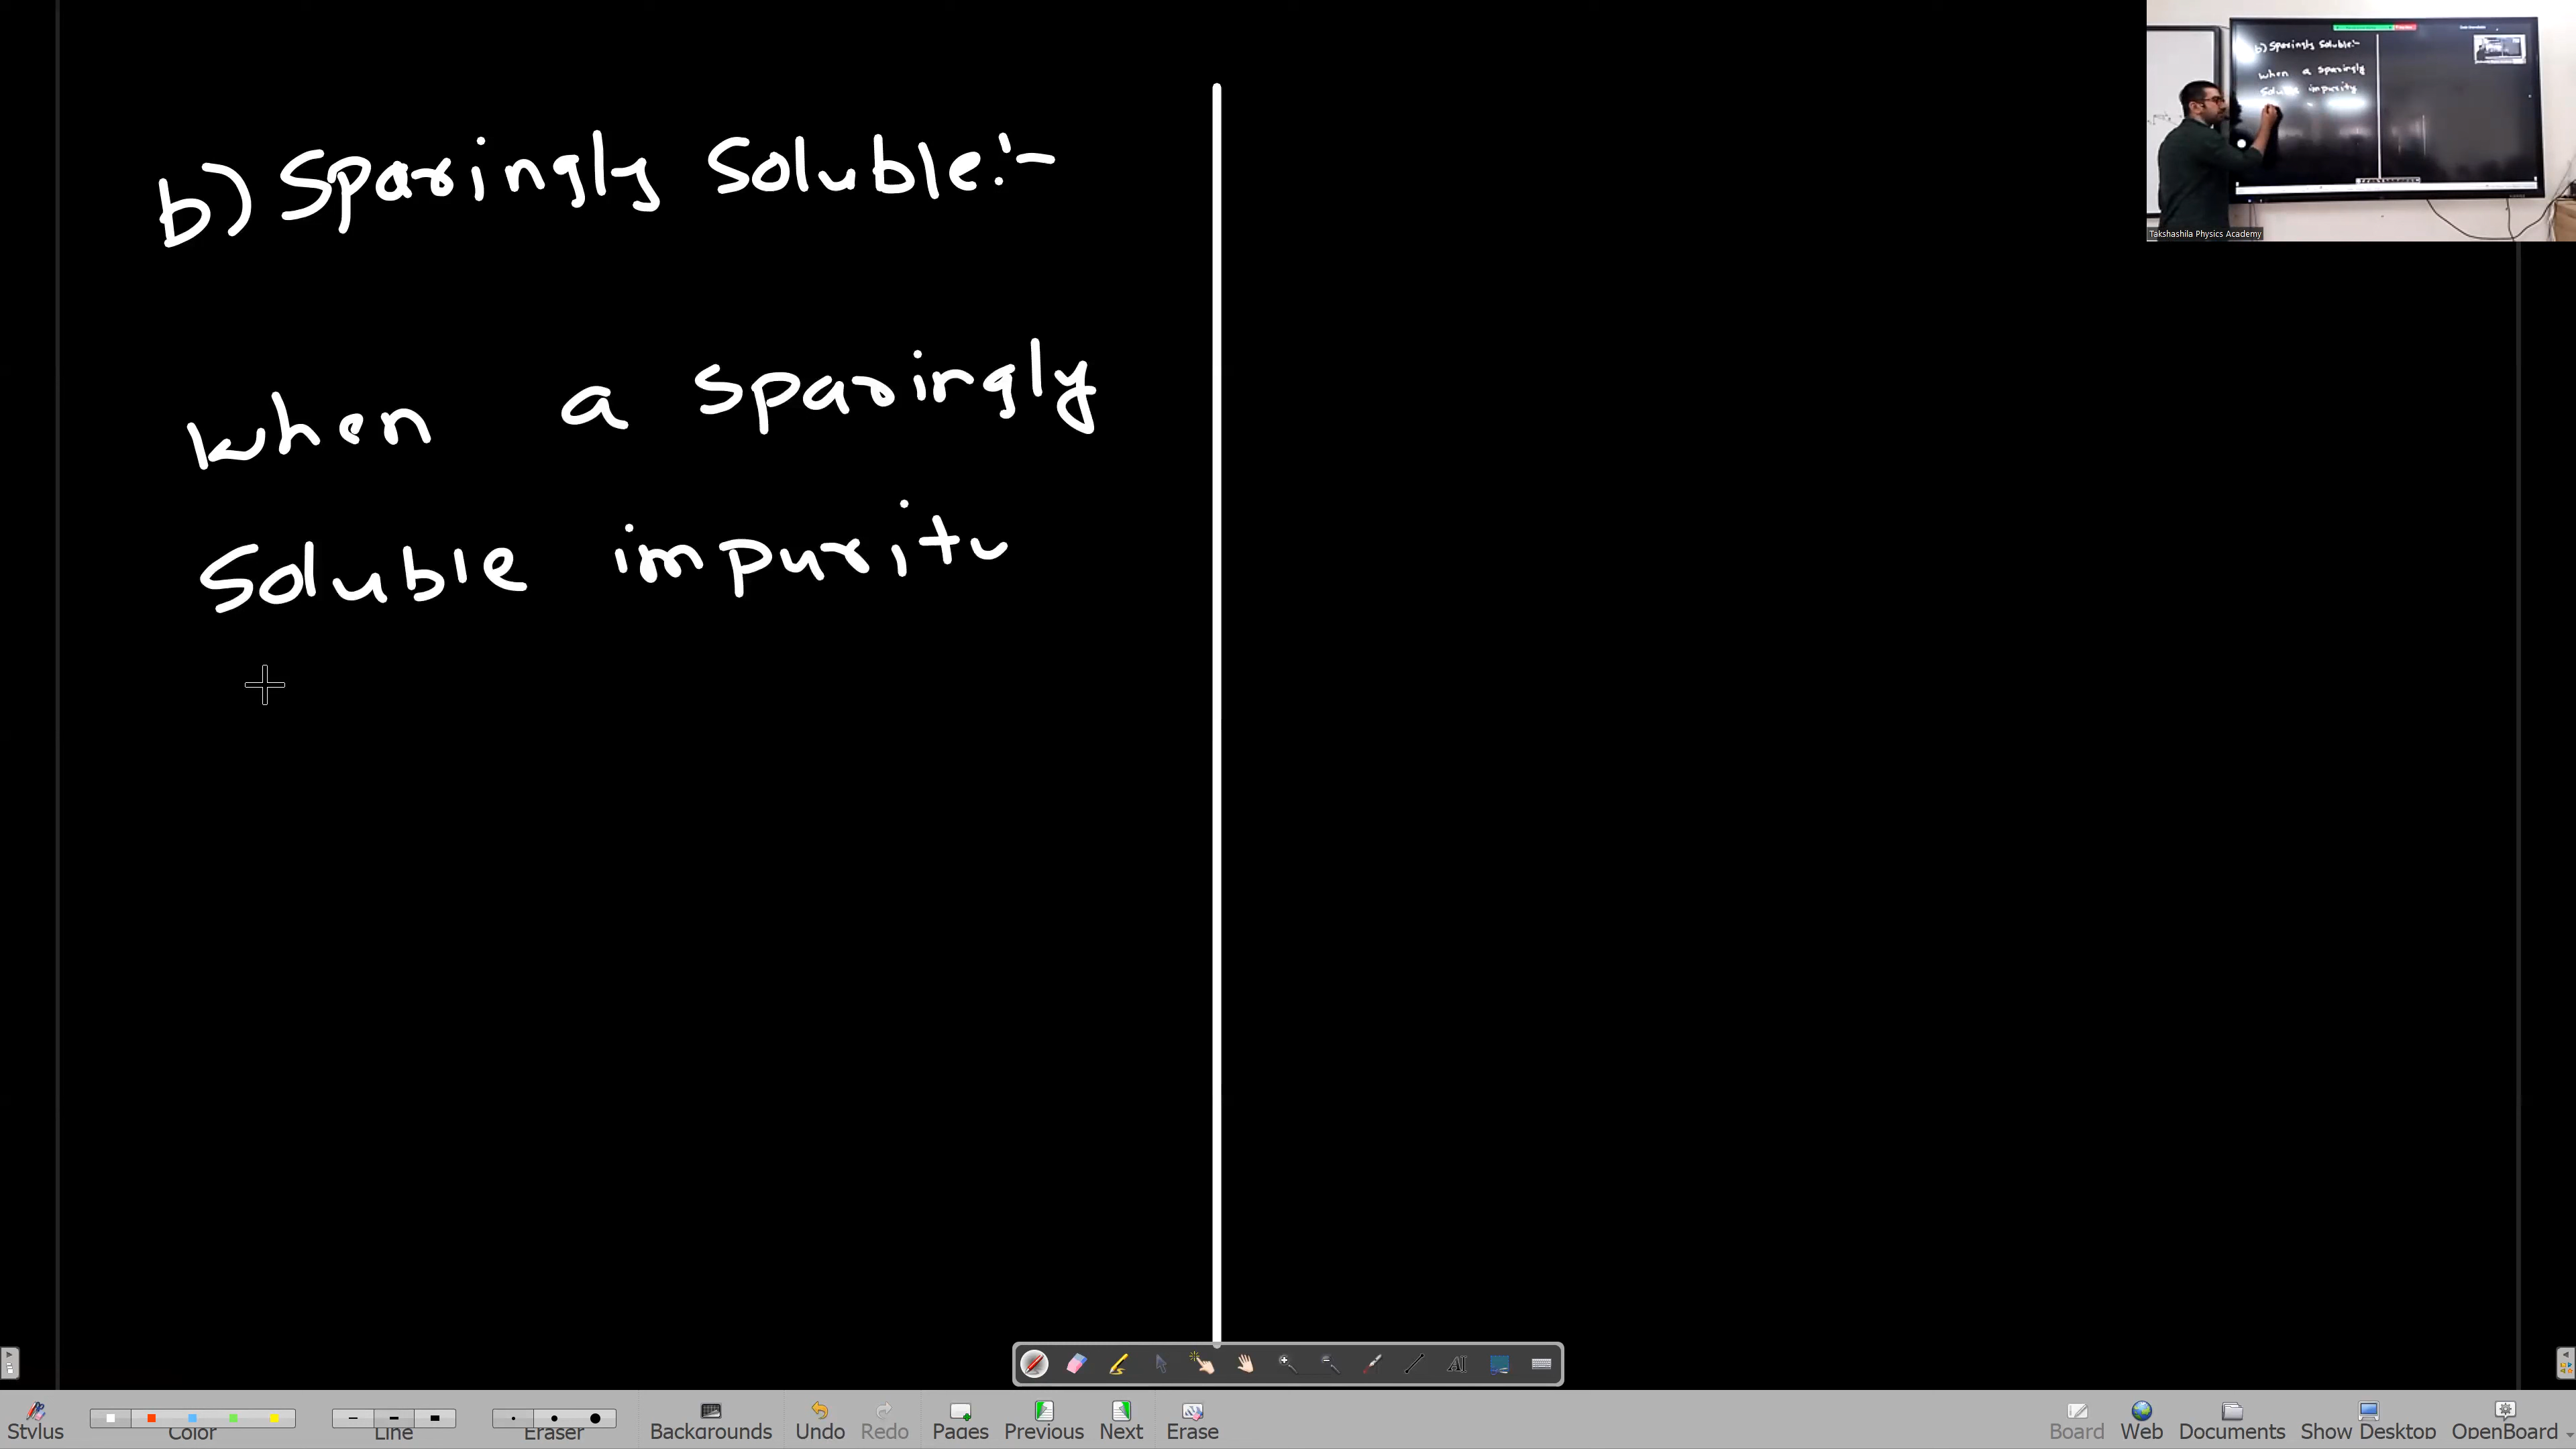 b) Sparingly Soluble:-
When a sparingly
Soluble impurity
Takshashila Physics Academy
Stylus
Color
Line
Eraser
Backgrounds
Undo
Redo
Pages
Previous
Next
Erase
Board
Web
Documents
Show Desktop
OpenBoard